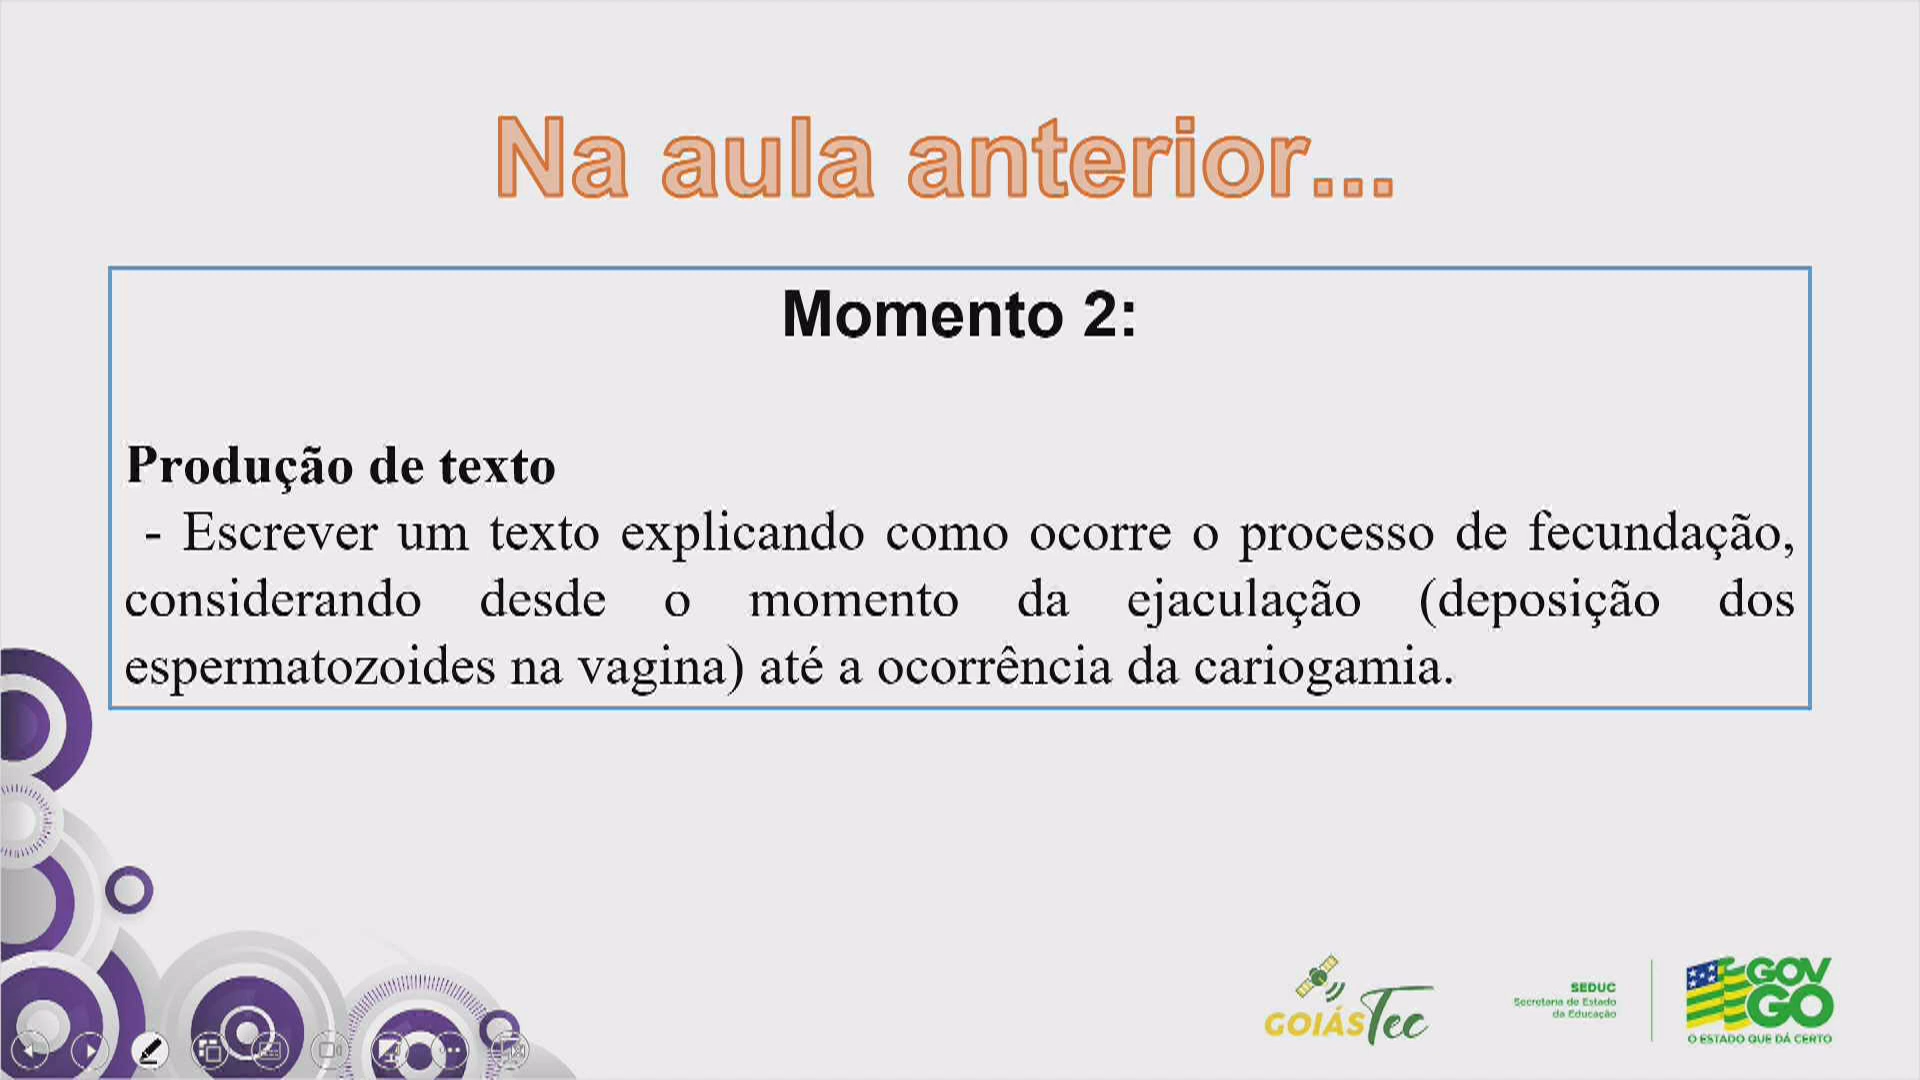 Na aula anterior...
Momento 2:
Produção de texto
- Escrever um texto explicando como ocorre o processo de fecundação,
considerando desde o momento da ejaculação (deposição dos
espermatozoides na vagina) até a ocorrência da cariogamia.
GOIÁS Tec
SEDUC
Secretaria de Estado
da Educação
GOV
GO
O ESTADO QUE DÁ CERTO